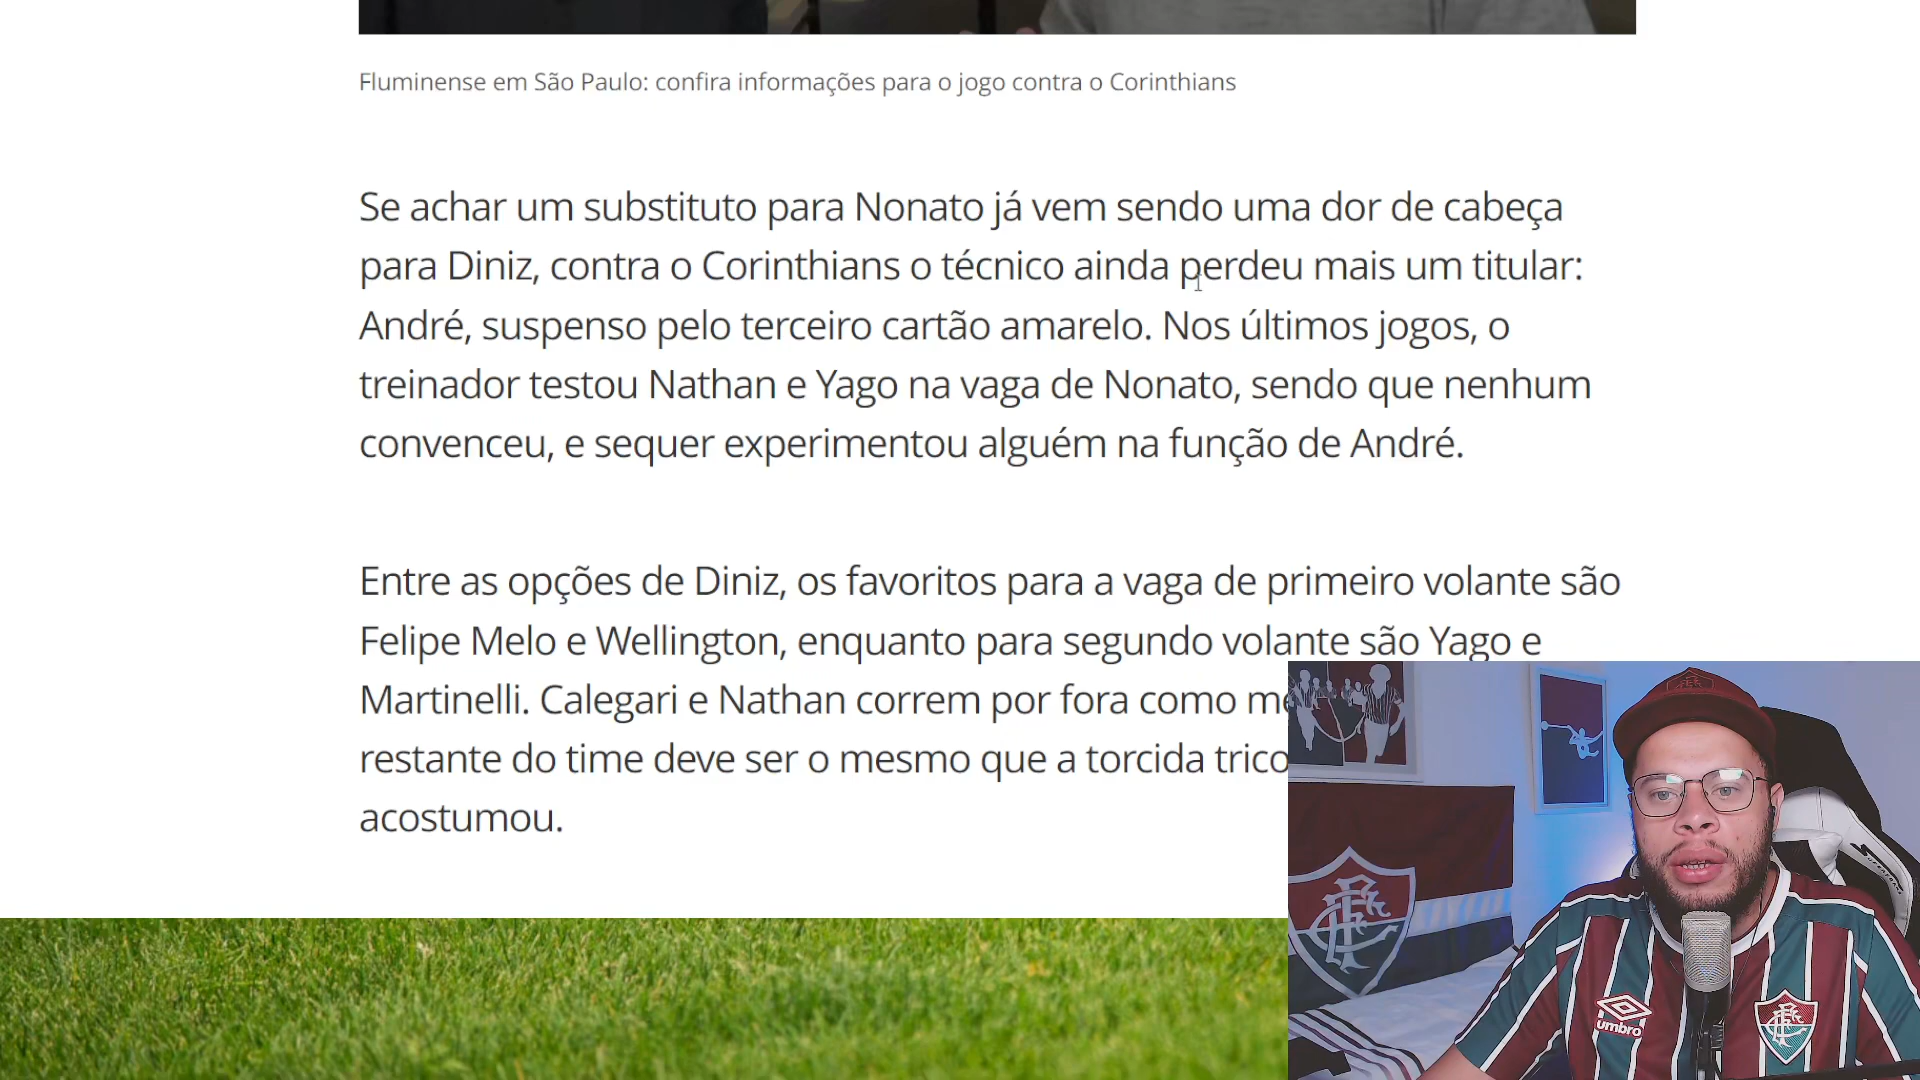 Fluminense em São Paulo: confira informações para o jogo contra o Corinthians
Se achar um substituto para Nonato já vem sendo uma dor de cabeça
para Diniz, contra o Corinthians o técnico ainda perdeu mais um titular:
André, suspenso pelo terceiro cartão amarelo. Nos últimos jogos, o
treinador testou Nathan e Yago na vaga de Nonato, sendo que nenhum
convenceu, e sequer experimentou alguém na função de André.
Entre as opções de Diniz, os favoritos para a vaga de primeiro volante são
Felipe Melo e Wellington, enquanto para segundo volante são Yago e
Martinelli. Calegari e Nathan correm por fora como
restante do time deve ser o mesmo que a torcida
acostumou.
umbro